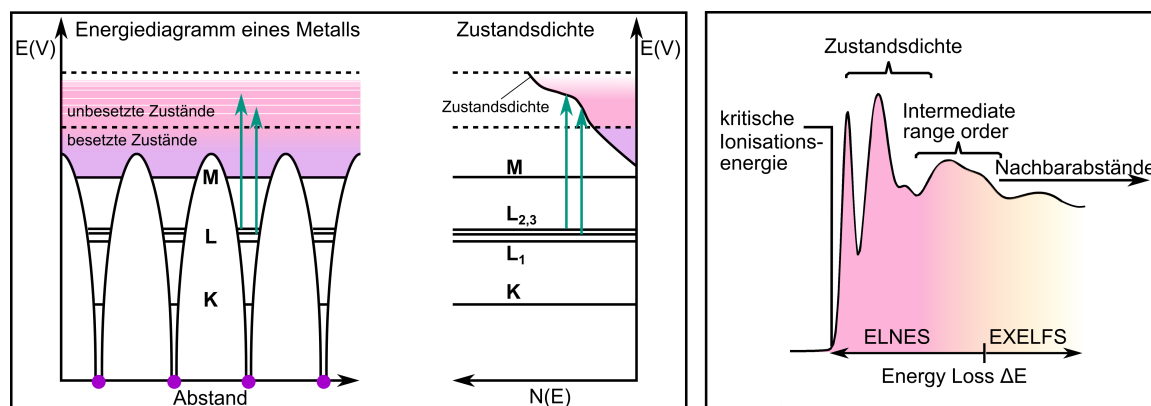 Energiediagramm eines Metalls
E(V)
unbesetzte Zustände
besetzte Zustände
M
L
K
Abstand
Zustandsdichte
E(V)
Zustandsdichte
M
L2,3
L1
K
N(E)
Zustandsdichte
kritische
Ionisations-
energie
Intermediate
range order
Nachbarabstände
ELNES
EXELFS
Energy Loss ΔE